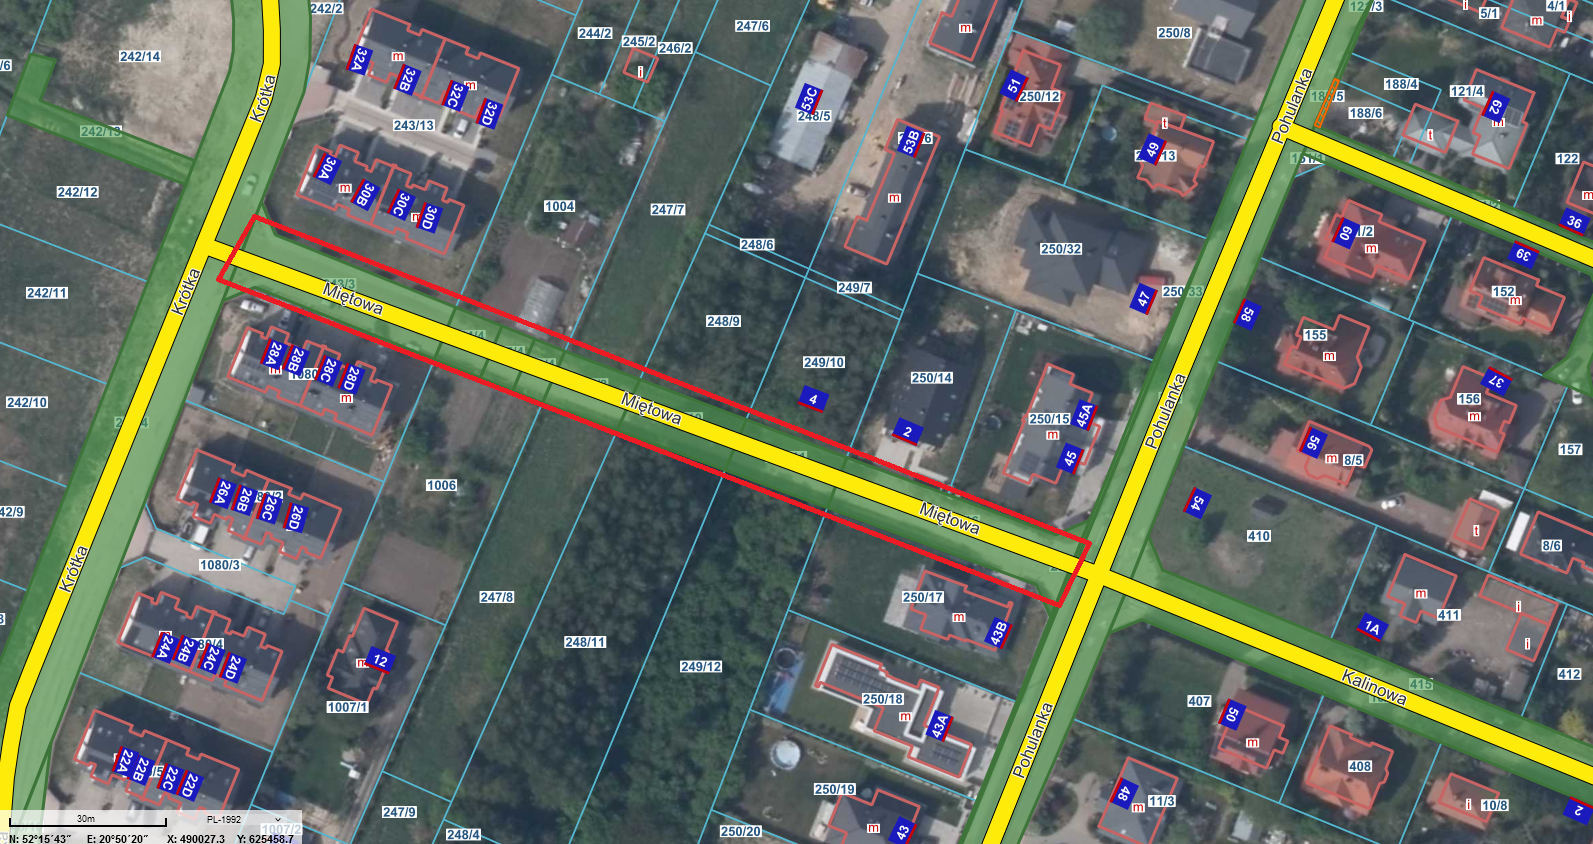 242/2
242/14
244/2
245/2
246/2
247/6
250/8
5/1
4/1
i
Krótka
32A
32B
32C
32D
m
243/13
i
53C
248/5
53B
m
51
250/12
Pohulanka
188/4
121/4
62
188/6
t
122
242/13
242/12
30A
30B
30C
30D
m
1004
247/7
m
49
t
36
39
60
m
248/6
250/32
249/7
47
58
152
m
242/11
Krótka
Miętowa
248/9
249/10
155
m
28A
28B
28C
28D
m
250/14
4
2
Miętowa
250/15
m
45A
45
Pohulanka
37
156
m
242/10
56
m
8/5
157
1006
26A
26B
26C
26D
Miętowa
54
410
t
8/6
Krótka
1080/3
247/8
248/11
249/12
250/17
m
43B
m
411
i
i
1A
412
24A
24B
24C
24D
12
1007/1
250/18
m
43A
Kalinowa
415
407
50
m
408
Pohulanka
22A
22B
22C
22D
250/19
m
43
48
m
11/3
i
10/8
2
247/9
248/4
250/20
1007/2
30m
PL-1992
N: 52°15'43" E: 20°50'20" X: 490027.3 Y: 625458.7